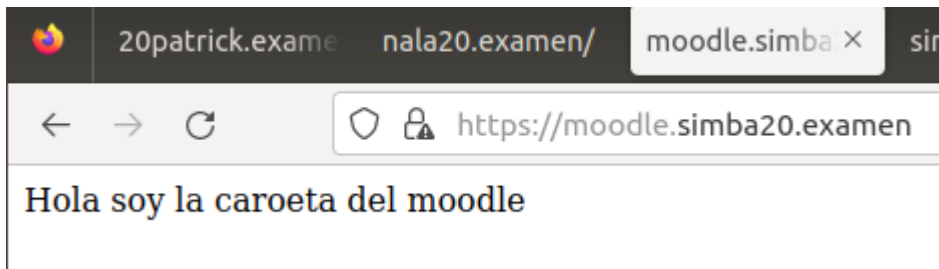 20patrick.exame
nala20.examen/
moodle.simba
https://moodle.simba20.examen
Hola soy la caroeta del moodle